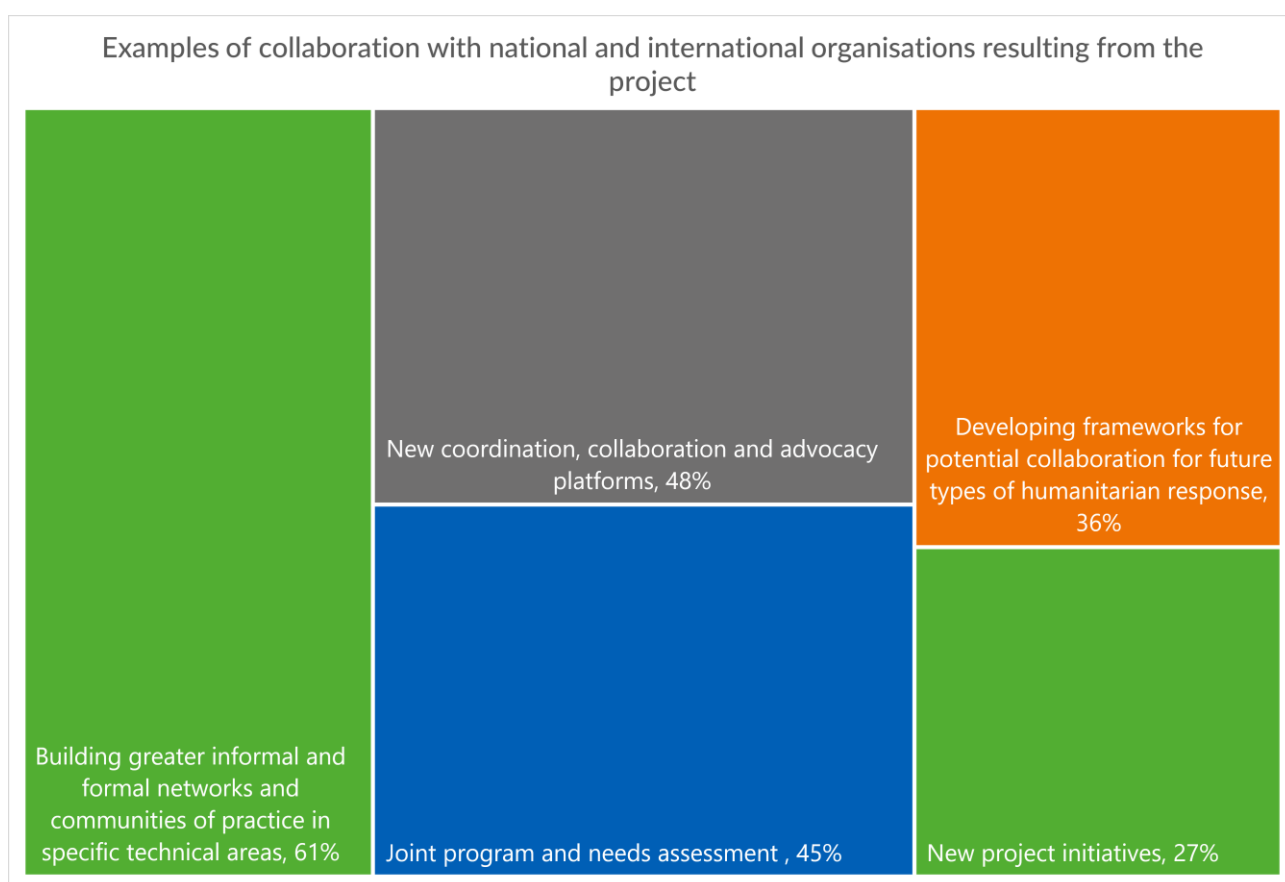 Examples of collaboration with national and international organisations resulting from the
project
Building greater informal and
formal networks and
communities of practice in
specific technical areas, 61%
New coordination, collaboration and advocacy
platforms, 48%
Joint program and needs assessment , 45%
Developing frameworks for
potential collaboration for future
types of humanitarian response,
36%
New project initiatives, 27%